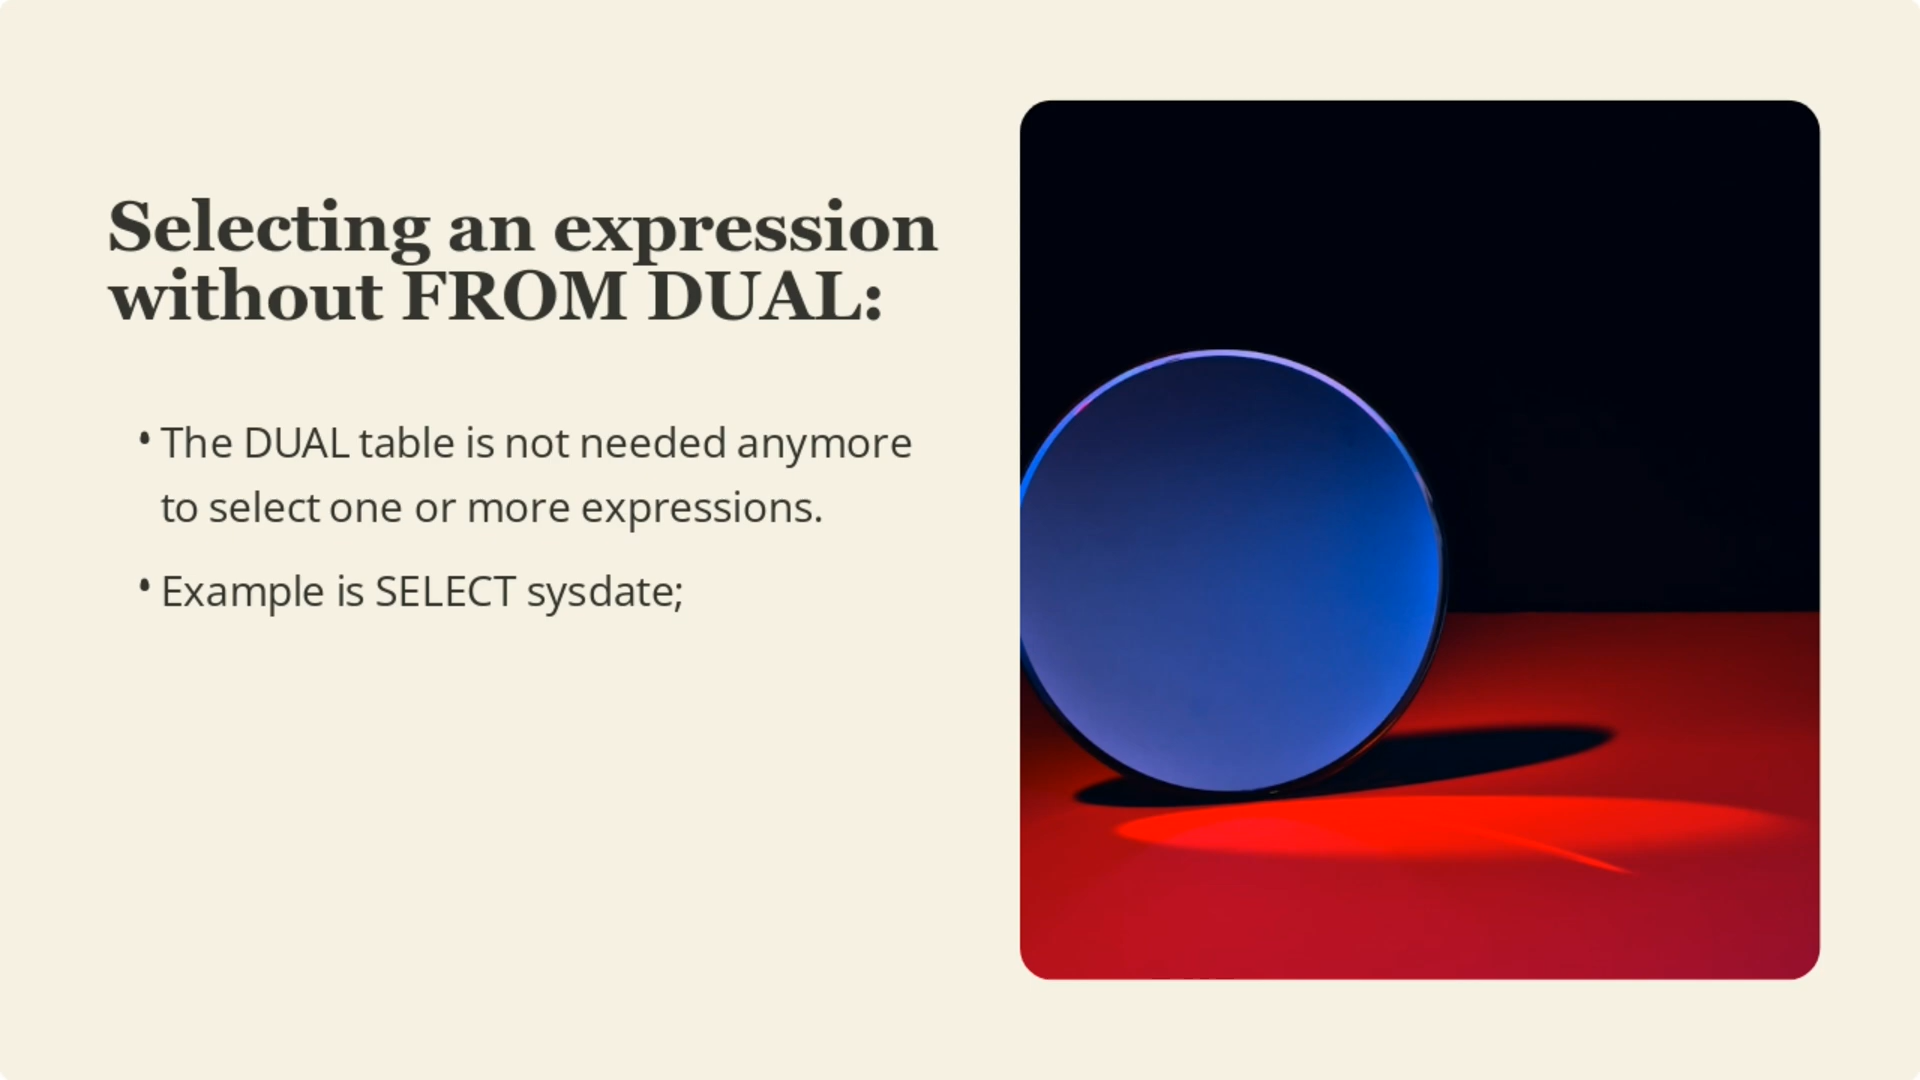 Selecting an expression
without FROM DUAL:
• The DUAL table is not needed anymore
to select one or more expressions.
• Example is SELECT sysdate;